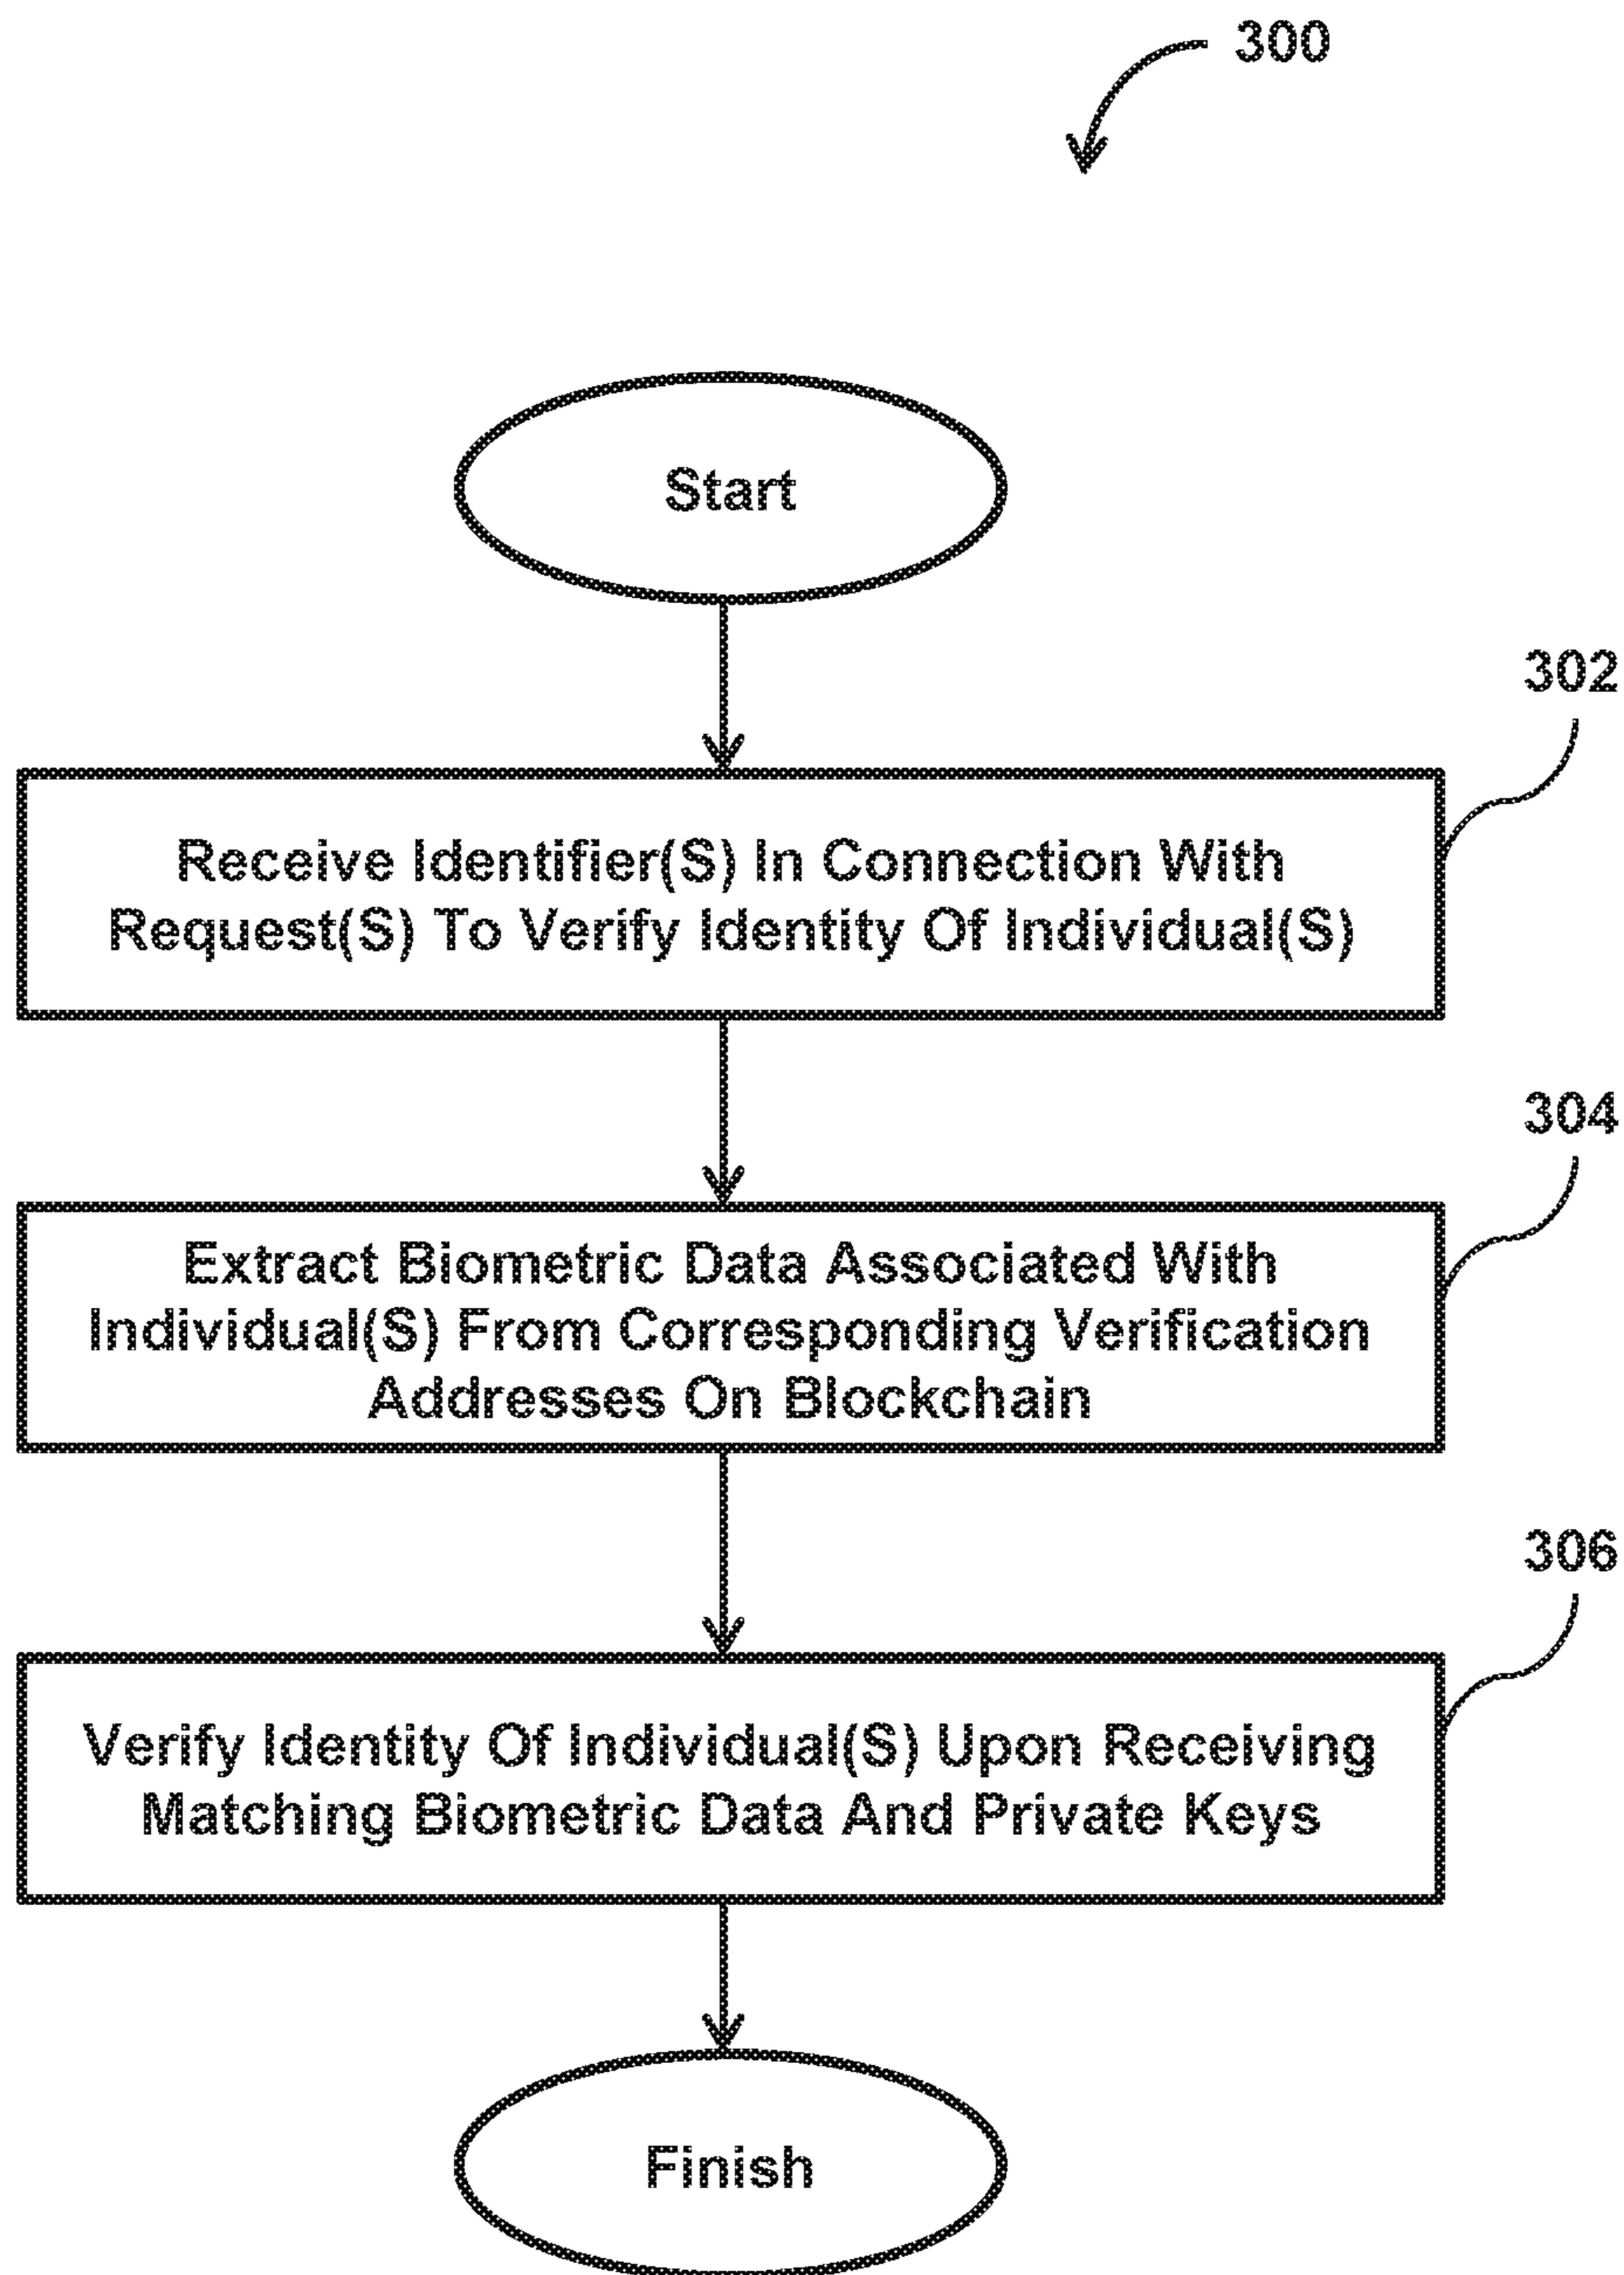 300
Start
302
Receive Identifier(S) In Connection With
Request(S) To Verify Identity Of Individual(S)
304
Extract Biometric Data Associated With
Individual(S) From Corresponding Verification
Addresses On Blockchain
306
Verify Identity Of Individual(S) Upon Receiving
Matching Biometric Data And Private Keys
Finish